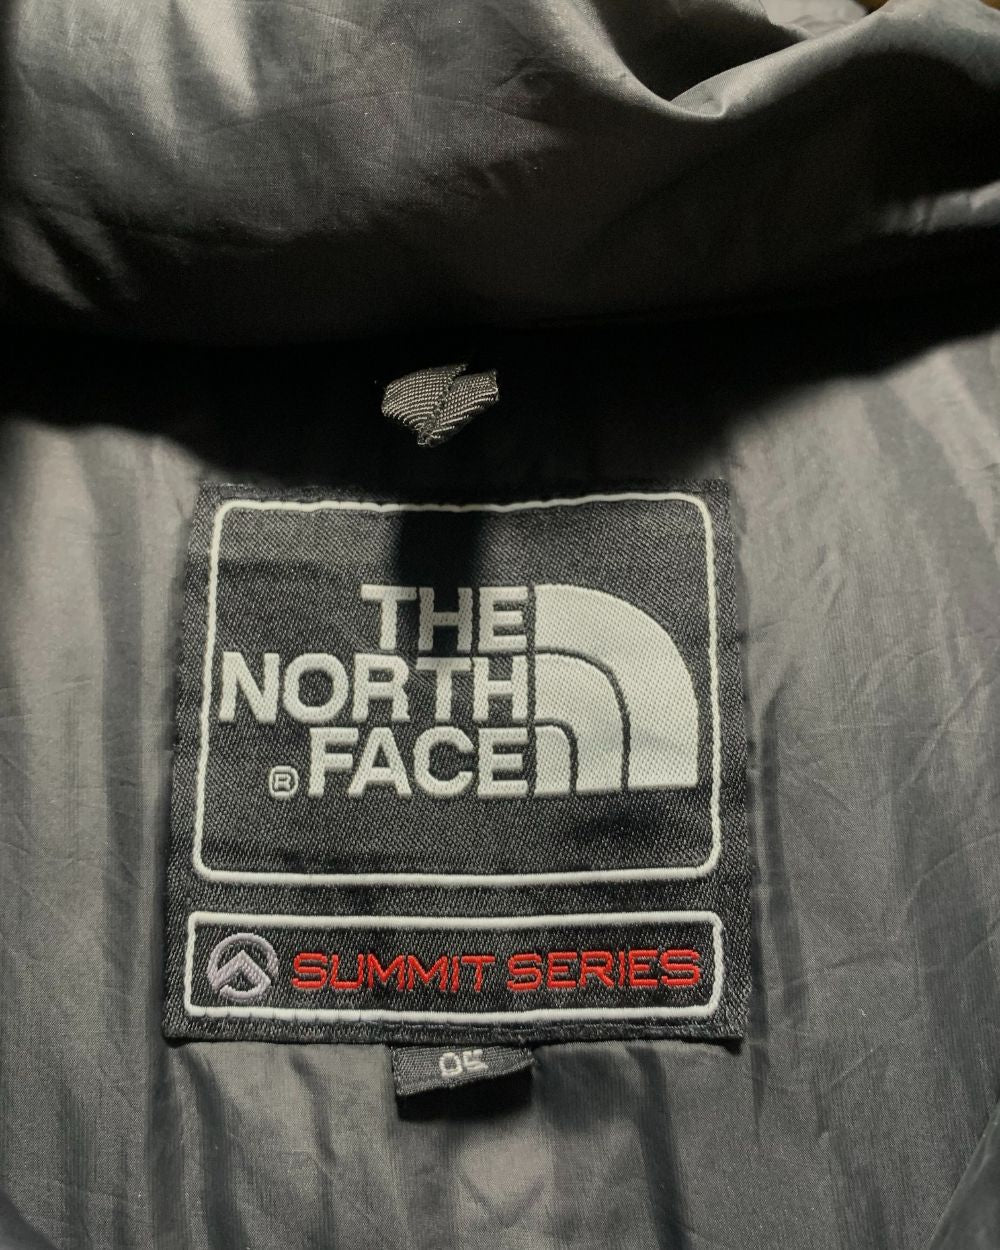 THE
NORTH
® FACE
SUMMIT SERIES